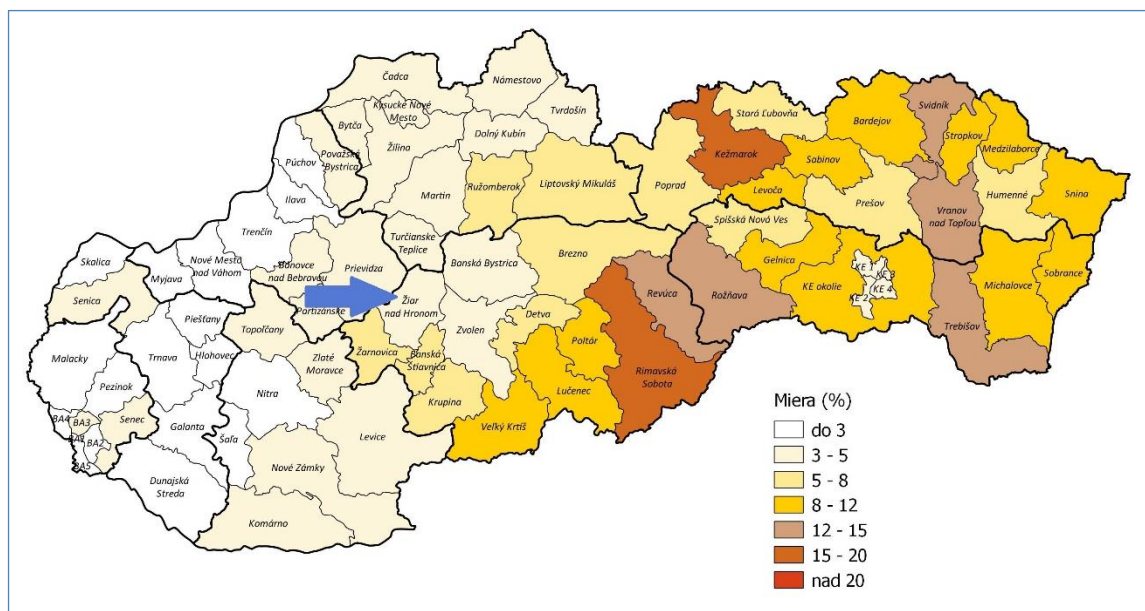 Čadca
Námestovo
Kysucké Nové
Mesto
Tvrdošín
Bytča
Dolný Kubín
Žilina
Považská
Bystrica
Púchov
Ilava
Martin
Ružomberok
Liptovský Mikuláš
Trenčín
Turčianske
Teplice
Prievidza
Bánovce
nad Bebravou
Partizánske
Skalica
Myjava
Nové Mesto
nad Váhom
Senica
Piešťany
Topoľčany
Malacky
Trnava
Hlohovec
Zlaté
Moravce
Pezinok
Nitra
BA4
BA3
Senec
BA2
BA5
Galanta
Šaľa
Dunajská
Streda
Nové Zámky
Komárno
Levice
Žiar
nad Hronom
Žarnovica
Banská
Štiavnica
Krupina
Zvolen
Banská Bystrica
Brezno
Detva
Poltár
Lučenec
Veľký Krtíš
Rimavská
Sobota
Revúca
Rožňava
Poprad
Kežmarok
Stará Ľubovňa
Levoča
Sabinov
Bardejov
Svidník
Stropkov
Medzilaborce
Prešov
Spišská Nová Ves
Gelnica
KE okolie
KE 1
KE 3
KE 4
KE 2
Vranov
nad Topľou
Humenné
Snina
Michalovce
Sobrance
Trebišov
Miera (%)
do 3
3 - 5
5 - 8
8 - 12
12 - 15
15 - 20
nad 20